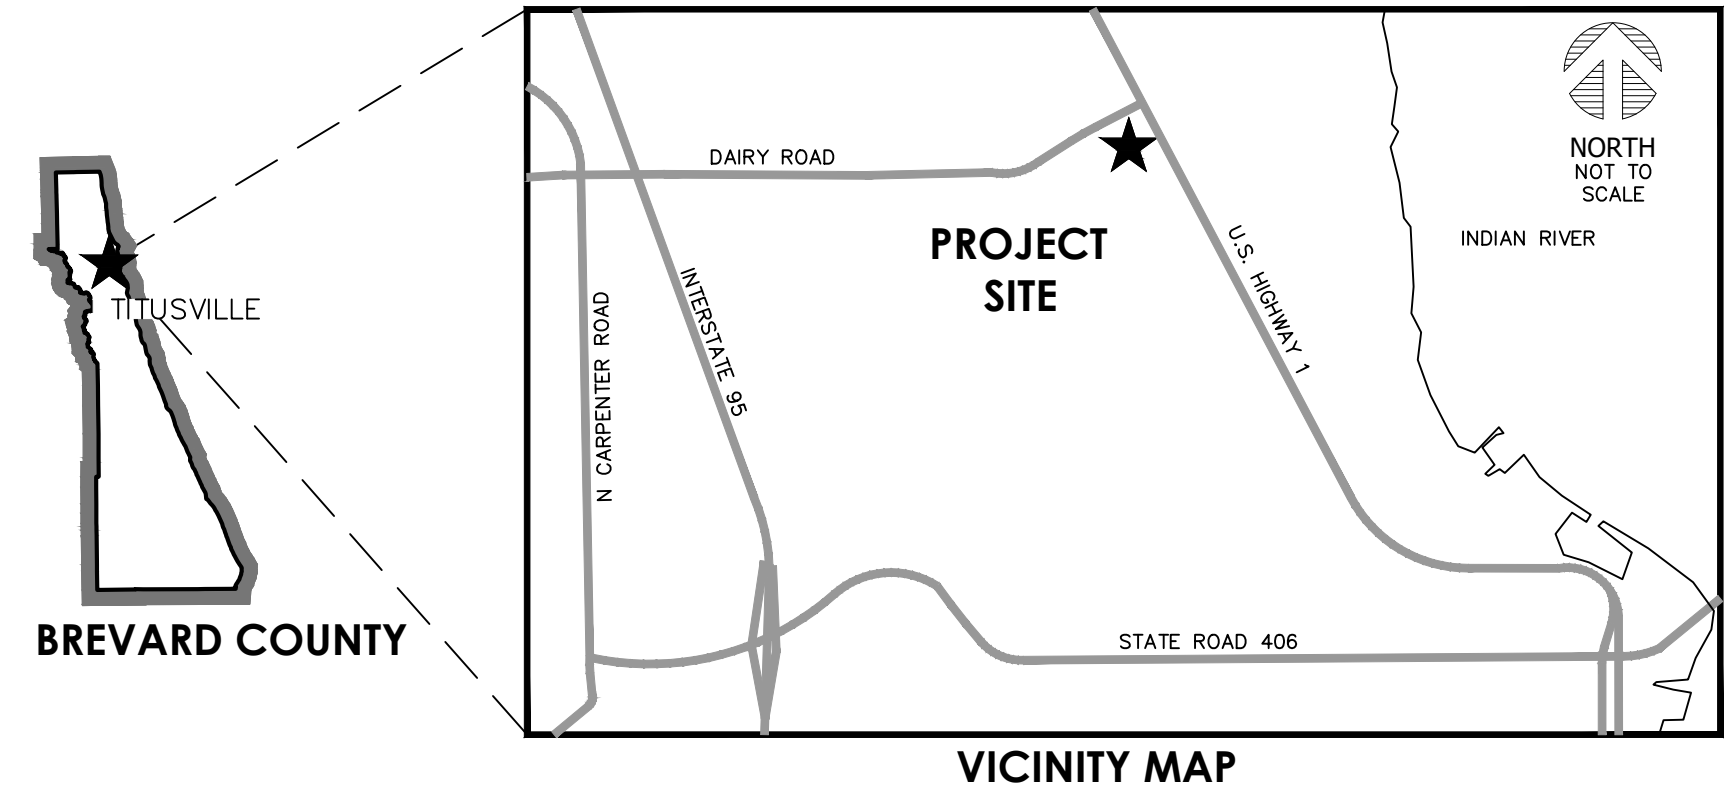 TITUSVILLE
BREVARD COUNTY
DAIRY ROAD
PROJECT
SITE
N CARPENTER ROAD
INTERSTATE 95
U.S. HIGHWAY 1
STATE ROAD 406
INDIAN RIVER
NORTH
NOT TO
SCALE
VICINITY MAP